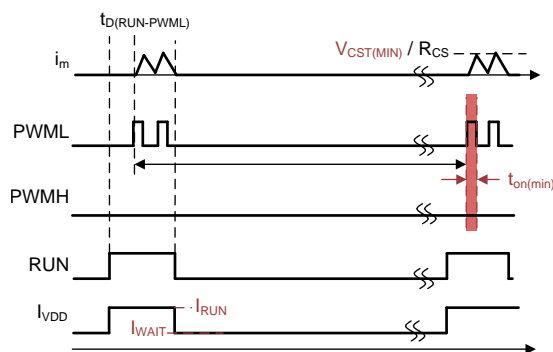 tD(RUN-PWML)
im
VCST(MIN) / RCS
PWML
ton(min)
PWMH
RUN
IVDD
IRUN
IWAIT